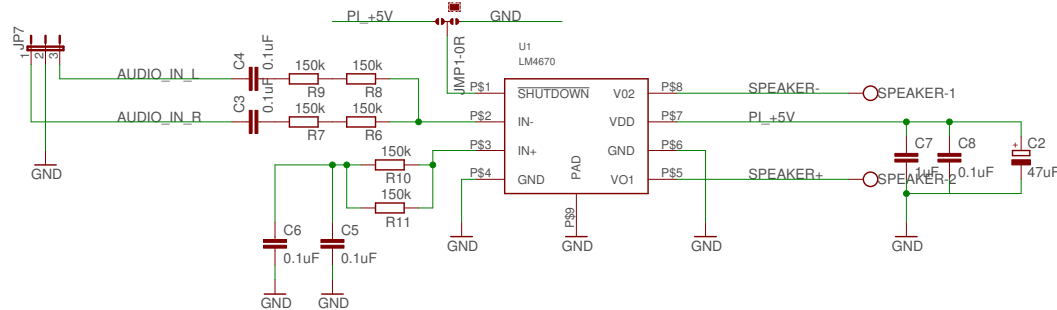 PI_+5V
GND
JMP1-0R
JP7
1
2
3
GND
AUDIO_IN_L
AUDIO_IN_R
C4
0.1uF
C3
0.1uF
150k
R9
150k
R8
150k
R7
150k
R6
150k
R10
150k
R11
C6
0.1uF
GND
C5
0.1uF
GND
U1
LM4670
P$1
SHUTDOWN
P$2
IN-
P$3
IN+
P$4
GND
GND
PAD
P$9
GND
V02
P$8
SPEAKER-
SPEAKER-1
VDD
P$7
PI_+5V
GND
P$6
GND
VO1
P$5
SPEAKER+
SPEAKER-2
C7
1uF
C8
0.1uF
C2
47uF
GND